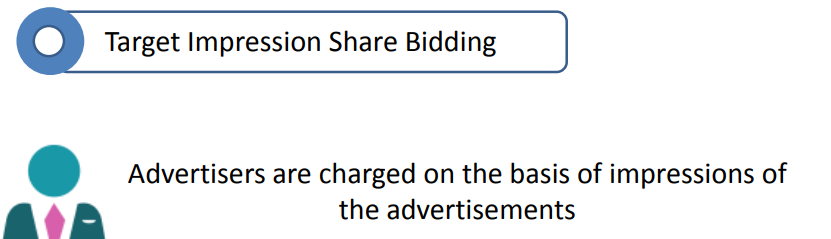 Target Impression Share Bidding
Advertisers are charged on the basis of impressions of
the advertisements